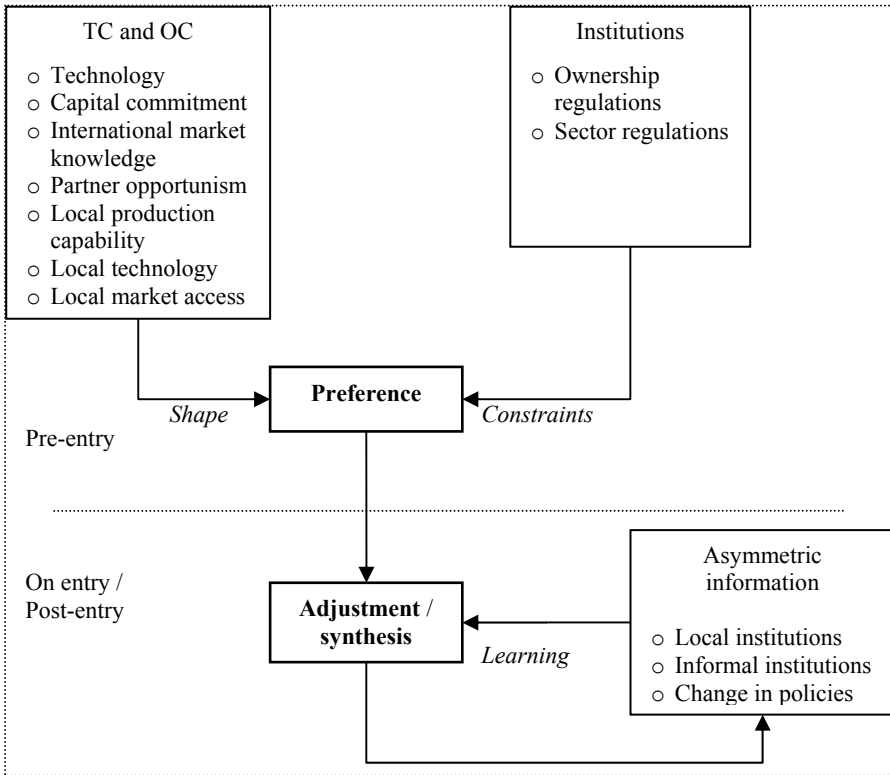 TC and OC
o Technology
o Capital commitment
o International market
knowledge
o Partner opportunism
o Local production
capability
o Local technology
o Local market access
Institutions
o Ownership
regulations
o Sector regulations
Preference
Shape
Constraints
Pre-entry
On entry /
Post-entry
Adjustment /
synthesis
Learning
Asymmetric
information
o Local institutions
o Informal institutions
o Change in policies